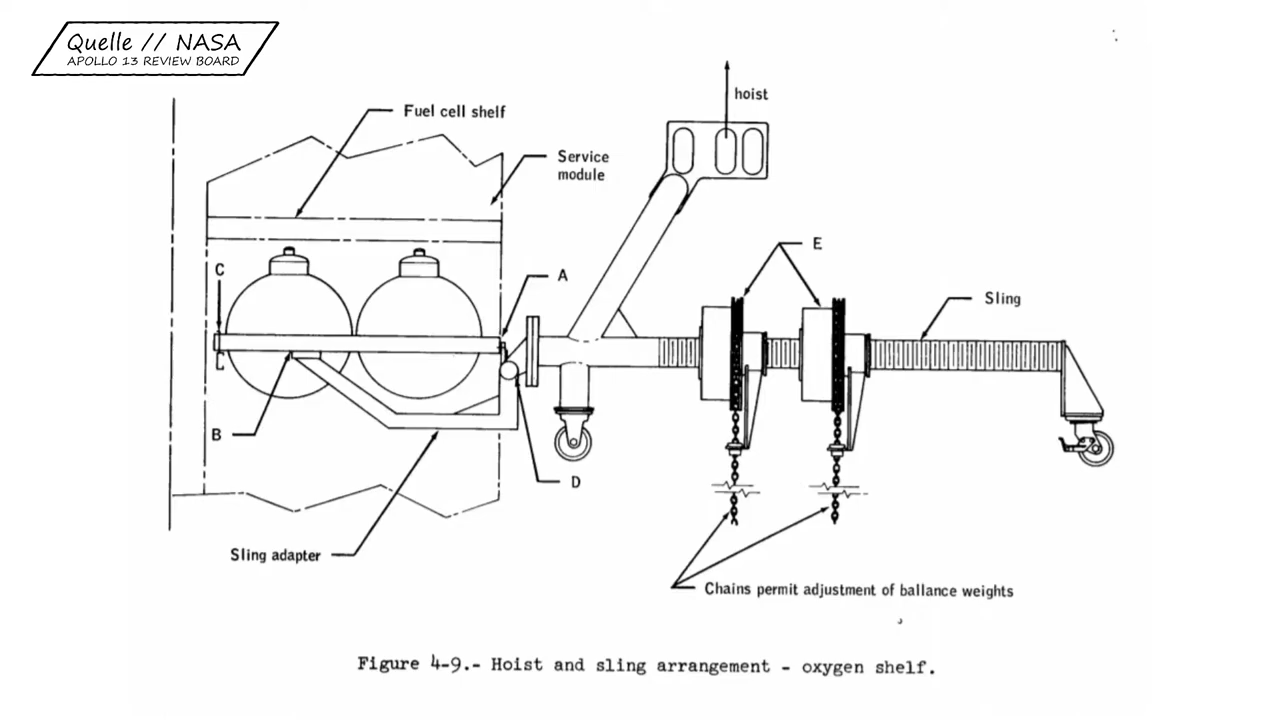 Quelle // NASA
APOLLO 13 REVIEW BOARD
hoist
Fuel cell shelf
Service
module
E
C
A
Sling
B
D
Sling adapter
Chains permit adjustment of ballance weights
Figure 4-9.- Hoist and sling arrangement - oxygen shelf.